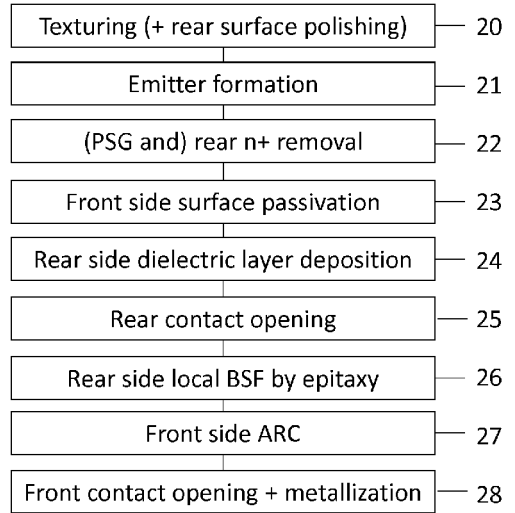 Texturing (+ rear surface polishing) 20
Emitter formation 21
(PSG and) rear n+ removal 22
Front side surface passivation 23
Rear side dielectric layer deposition 24
Rear contact opening 25
Rear side local BSF by epitaxy 26
Front side ARC 27
Front contact opening + metallization 28